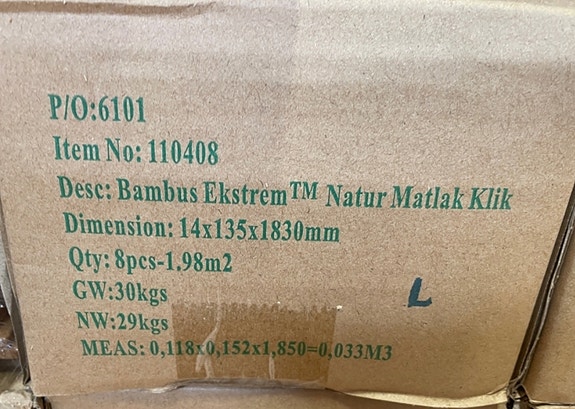 P/O:6101
Item No: 110408
Desc: Bambus Ekstrem™ Natur Matlak Klik
Dimension: 14x135x1830mm
Qty: 8pcs-1.98m2
GW:30kgs
L
NW:29kgs
MEAS: 0,118x0,152x1,850=0,033M3